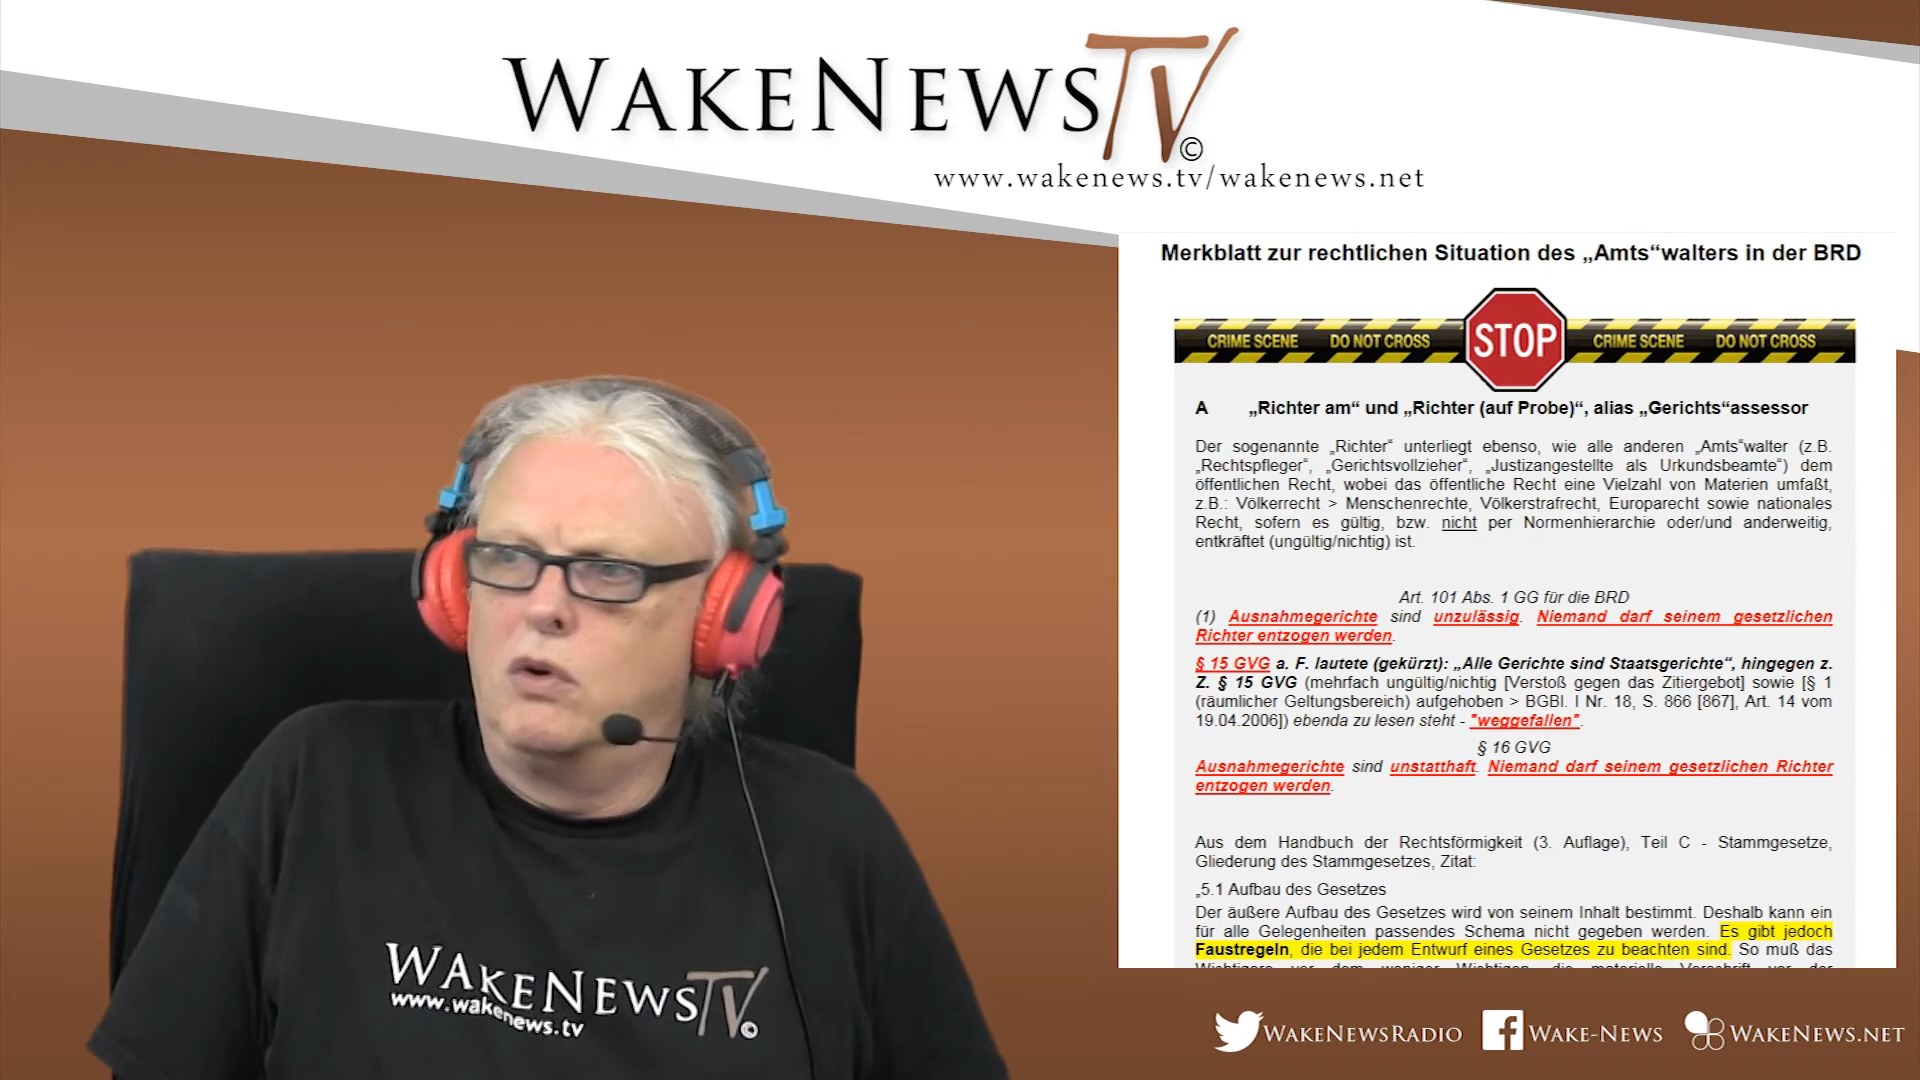 WAKENEWSTV©
www.wakenews.tv/wakenews.net
Merkblatt zur rechtlichen Situation des „Amts“walters in der BRD
CRIME SCENE DO NOT CROSS STOP CRIME SCENE DO NOT CROSS
A „Richter am“ und „Richter (auf Probe)“, alias „Gerichts“assessor
Der sogenannte „Richter“ unterliegt ebenso, wie alle anderen „Amts“walter (z.B.
„Rechtspfleger“, „Gerichtsvollzieher“, „Justizangestellte als Urkundsbeamte“) dem
öffentlichen Recht, wobei das öffentliche Recht eine Vielzahl von Materien umfaßt,
z.B.: Völkerrecht > Menschenrechte, Völkerstrafrecht, Europarecht sowie nationales
Recht, sofern es gültig, bzw. nicht per Normenhierarchie oder/und anderweitig,
entkräftet (ungültig/nichtig) ist.
Art. 101 Abs. 1 GG für die BRD
(1) Ausnahmegerichte sind unzulässig. Niemand darf seinem gesetzlichen
Richter entzogen werden.
§ 15 GVG a. F. lautete (gekürzt): „Alle Gerichte sind Staatsgerichte“, hingegen z.
Z. § 15 GVG (mehrfach ungültig/nichtig [Verstoß gegen das Zitiergebot] sowie [§ 1
(räumlicher Geltungsbereich) aufgehoben > BGBl. I Nr. 18, S. 866 [867], Art. 14 vom
19.04.2006]) ebenda zu lesen steht - "weggefallen".
§ 16 GVG
Ausnahmegerichte sind unstatthaft. Niemand darf seinem gesetzlichen Richter
entzogen werden.
Aus dem Handbuch der Rechtsförmigkeit (3. Auflage), Teil C - Stammgesetze,
Gliederung des Stammgesetzes, Zitat:
„5.1 Aufbau des Gesetzes
Der äußere Aufbau des Gesetzes wird von seinem Inhalt bestimmt. Deshalb kann ein
für alle Gelegenheiten passendes Schema nicht gegeben werden. Es gibt jedoch
Faustregeln, die bei jedem Entwurf eines Gesetzes zu beachten sind. So muß das
WAKENEWSTV©
www.wakenews.tv
WAKENEWSRADIO WAKE-NEWS WAKENEWS.NET